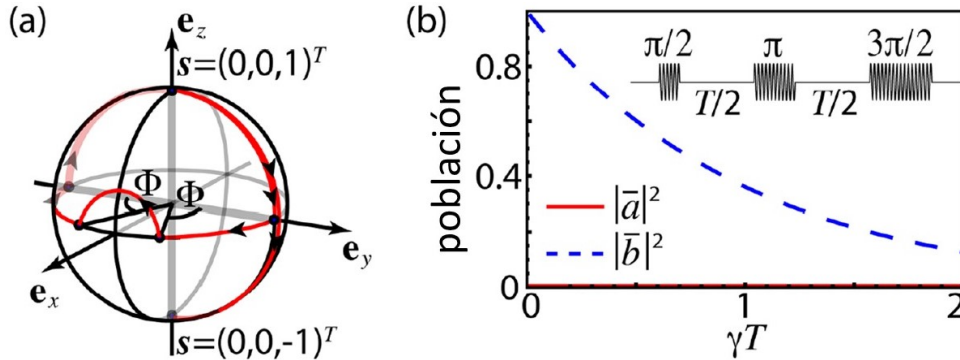 (a)
e_z
s=(0,0,1)^T
Φ
Φ
e_y
e_x
s=(0,0,-1)^T
(b)
población
0.8
0.4
0
π/2
π
3π/2
T/2
T/2
|a̅|²
|b̅|²
0
1
2
γT